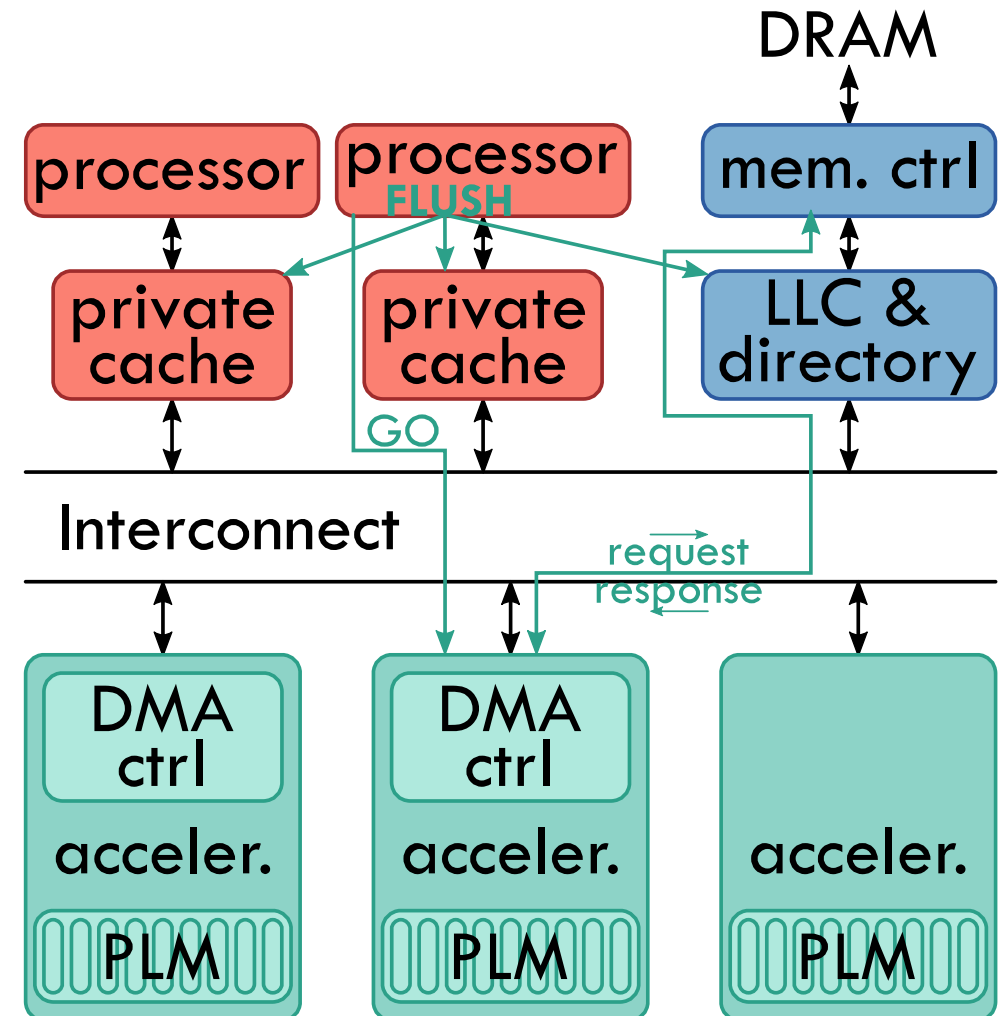 DRAM
processor
processor
FLUSH
mem. ctrl
private
cache
private
cache
LLC &
directory
GO
Interconnect
request
response
DMA
ctrl
acceler.
PLM
DMA
ctrl
acceler.
PLM
acceler.
PLM